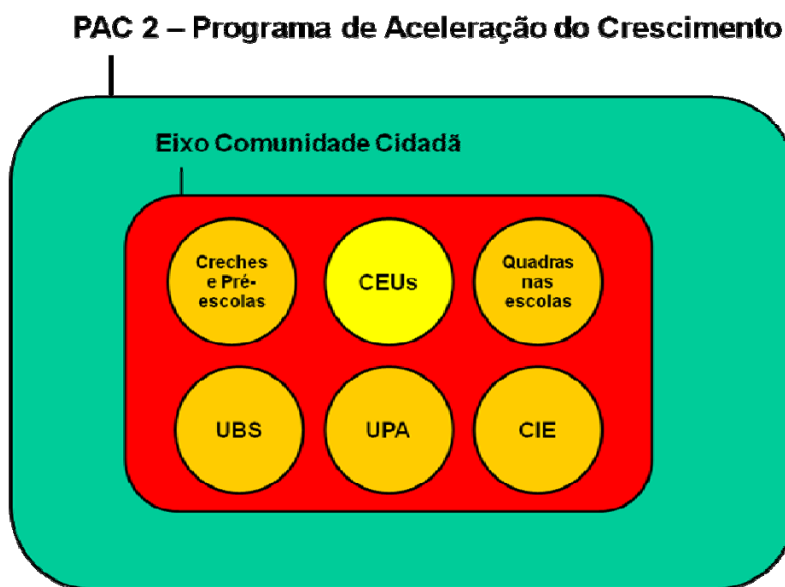 PAC 2 – Programa de Aceleração do Crescimento
Eixo Comunidade Cidadã
Creches
e Pré-
escolas
CEUs
Quadras
nas
escolas
UBS
UPA
CIE